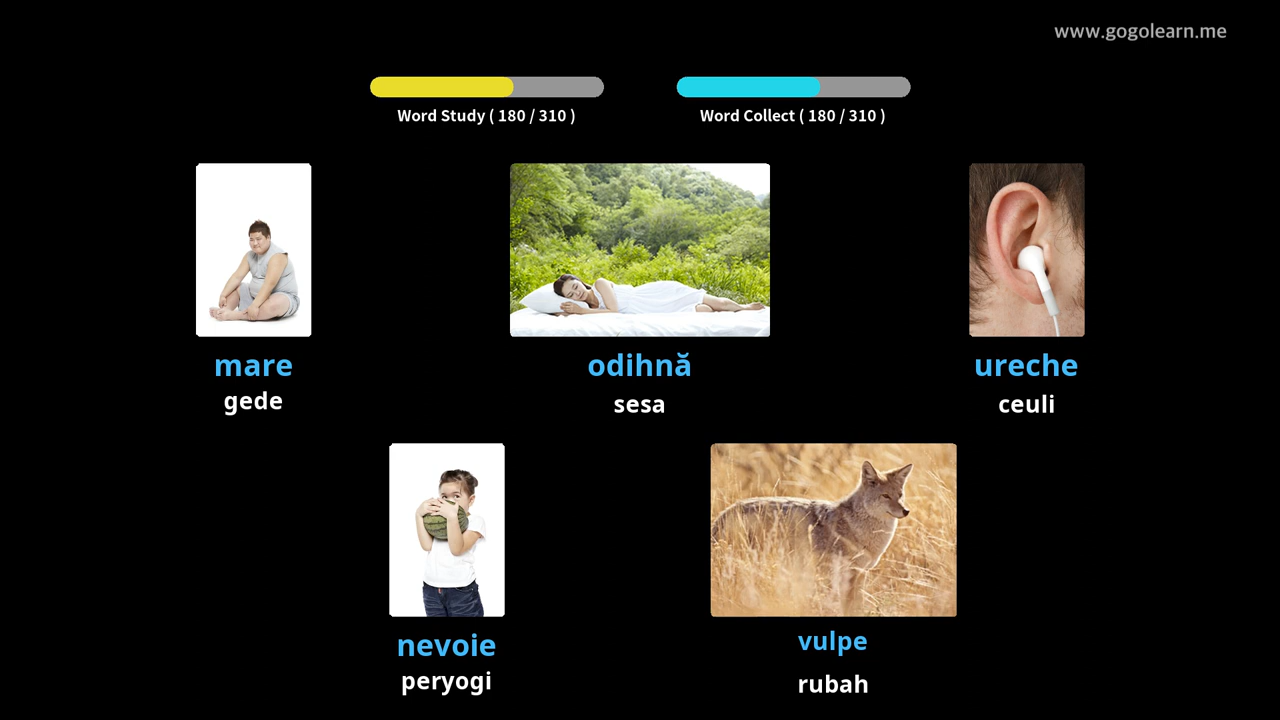 www.gogolearn.me
Word Study ( 180 / 310 )
Word Collect ( 180 / 310 )
mare
gede
odihnă
sesa
ureche
ceuli
nevoie
peryogi
vulpe
rubah